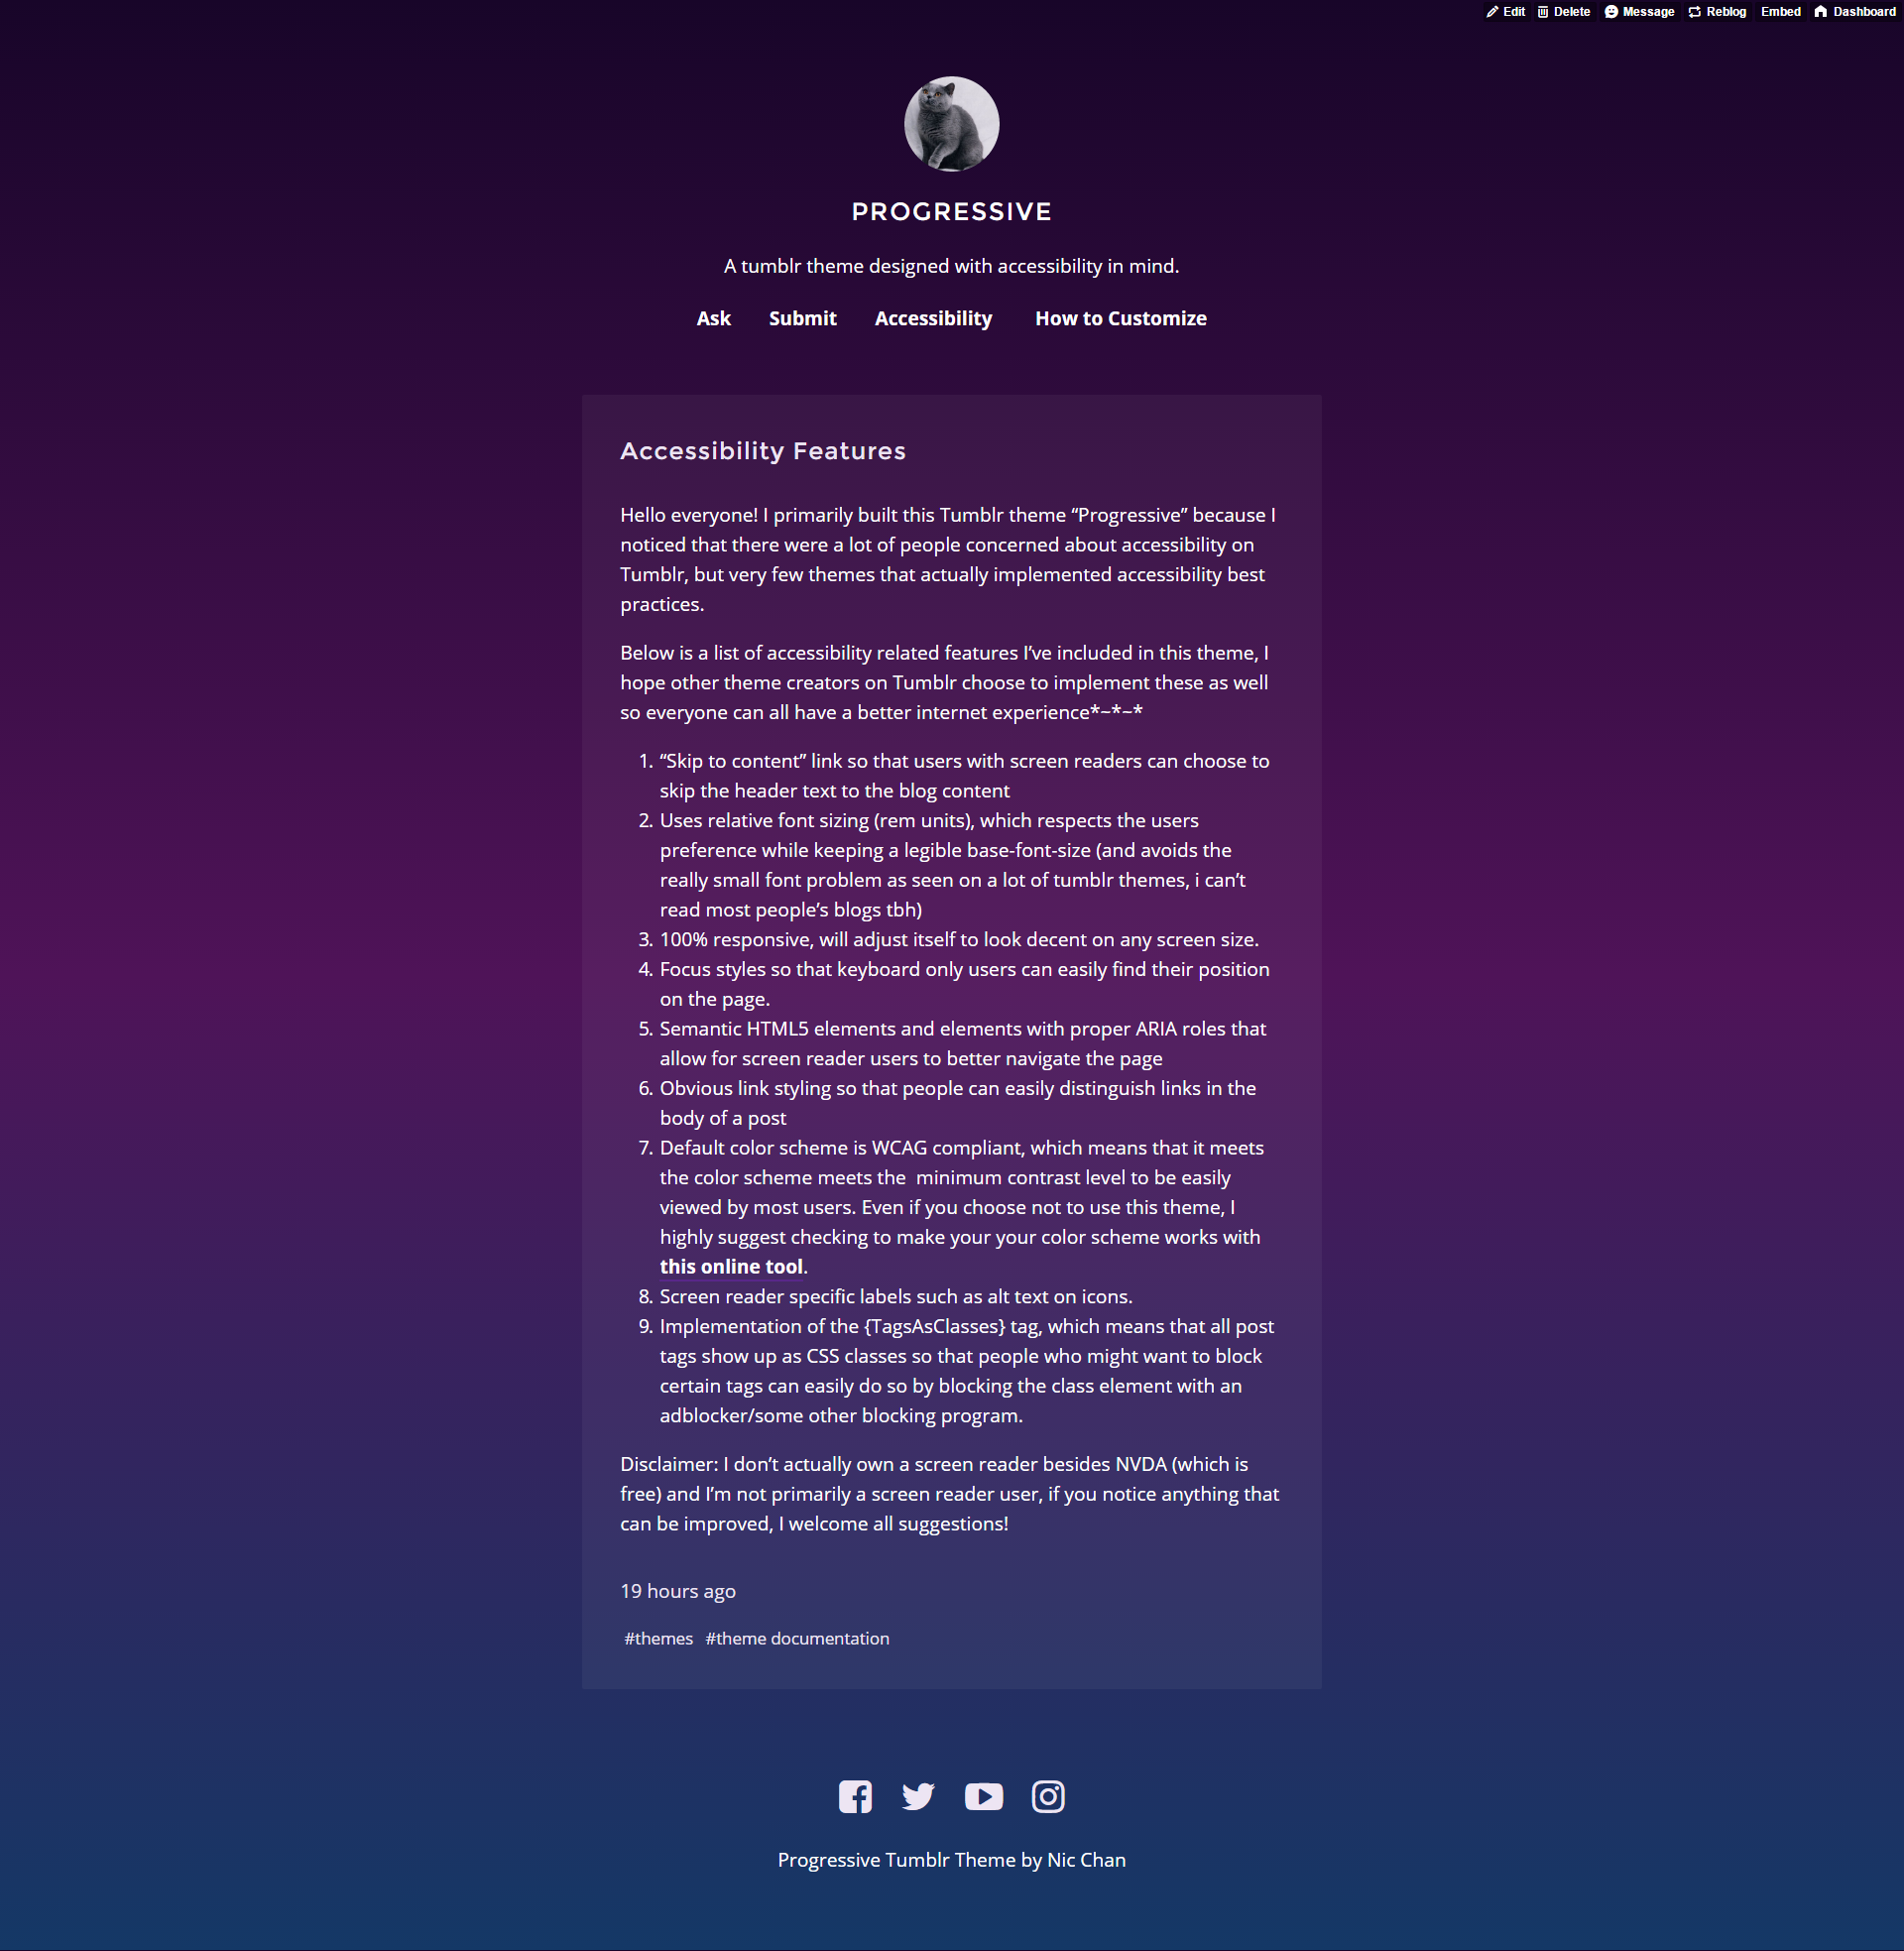 Edit Delete Message Reblog Embed Dashboard
PROGRESSIVE
A tumblr theme designed with accessibility in mind.
Ask Submit Accessibility How to Customize
Accessibility Features
Hello everyone! I primarily built this Tumblr theme “Progressive” because I
noticed that there were a lot of people concerned about accessibility on
Tumblr, but very few themes that actually implemented accessibility best
practices.
Below is a list of accessibility related features I’ve included in this theme, I
hope other theme creators on Tumblr choose to implement these as well
so everyone can all have a better internet experience*~*~*
1. “Skip to content” link so that users with screen readers can choose to
skip the header text to the blog content
2. Uses relative font sizing (rem units), which respects the users
preference while keeping a legible base-font-size (and avoids the
really small font problem as seen on a lot of tumblr themes, i can’t
read most people’s blogs tbh)
3. 100% responsive, will adjust itself to look decent on any screen size.
4. Focus styles so that keyboard only users can easily find their position
on the page.
5. Semantic HTML5 elements and elements with proper ARIA roles that
allow for screen reader users to better navigate the page
6. Obvious link styling so that people can easily distinguish links in the
body of a post
7. Default color scheme is WCAG compliant, which means that it meets
the color scheme meets the  minimum contrast level to be easily
viewed by most users. Even if you choose not to use this theme, I
highly suggest checking to make your your color scheme works with
this online tool.
8. Screen reader specific labels such as alt text on icons.
9. Implementation of the {TagsAsClasses} tag, which means that all post
tags show up as CSS classes so that people who might want to block
certain tags can easily do so by blocking the class element with an
adblocker/some other blocking program.
Disclaimer: I don’t actually own a screen reader besides NVDA (which is
free) and I’m not primarily a screen reader user, if you notice anything that
can be improved, I welcome all suggestions!
19 hours ago
#themes #theme documentation
Progressive Tumblr Theme by Nic Chan